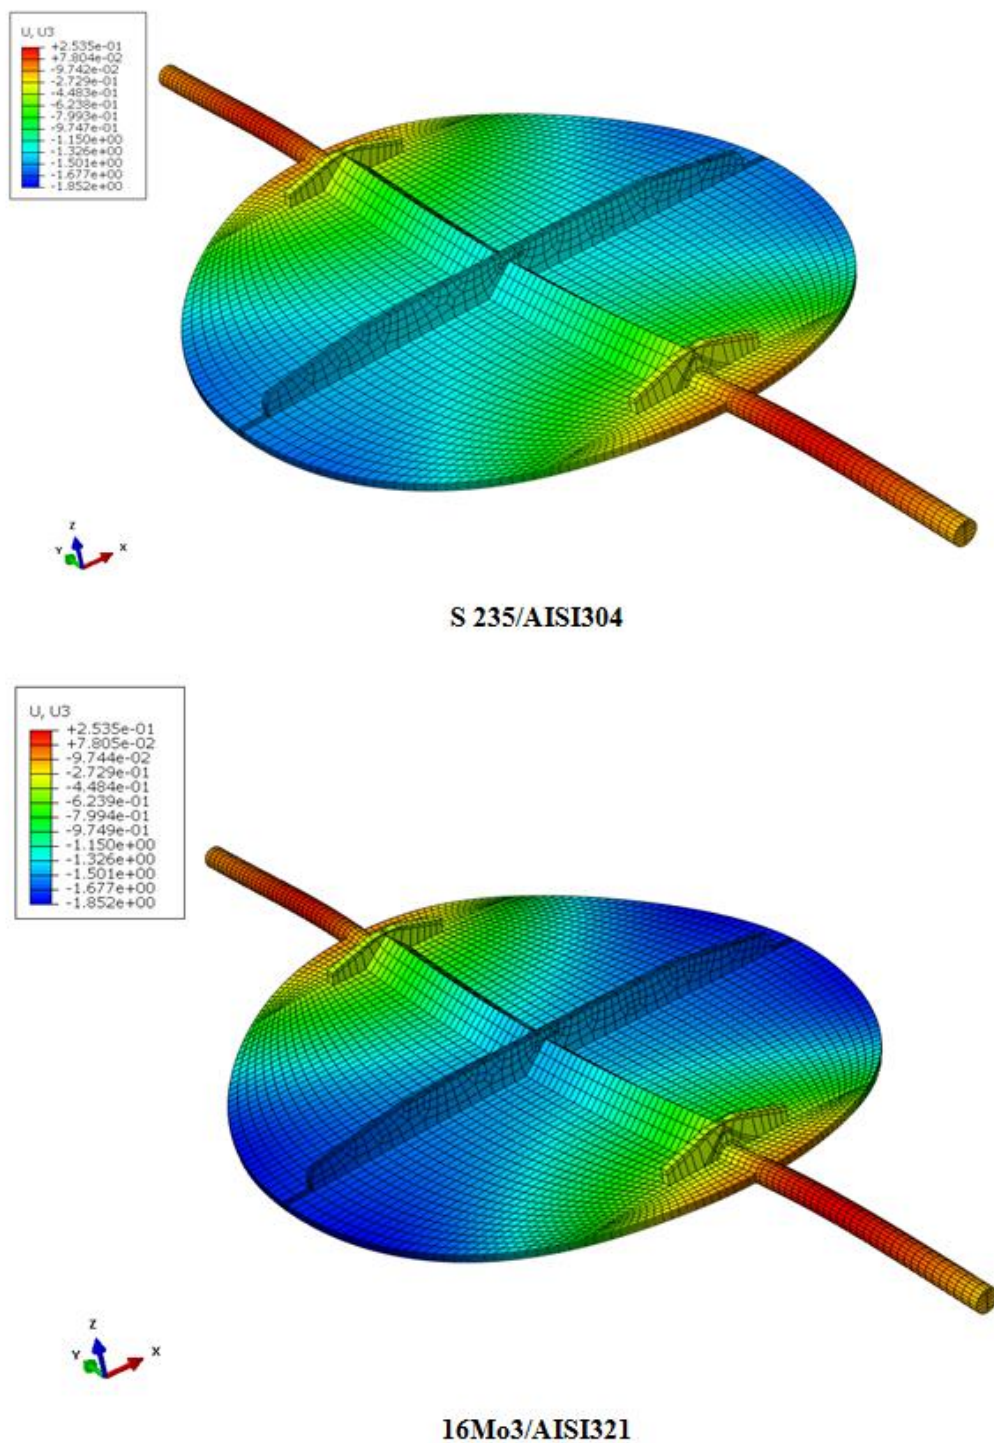 U, U3
+2.535e-01
+7.804e-02
-9.742e-02
-2.729e-01
-4.483e-01
-6.238e-01
-7.993e-01
-9.747e-01
-1.150e+00
-1.326e+00
-1.501e+00
-1.677e+00
-1.852e+00
Z
Y
X
S 235/AISI304
U, U3
+2.535e-01
+7.805e-02
-9.744e-02
-2.729e-01
-4.484e-01
-6.239e-01
-7.994e-01
-9.749e-01
-1.150e+00
-1.326e+00
-1.501e+00
-1.677e+00
-1.852e+00
Z
Y
X
16Mo3/AISI321